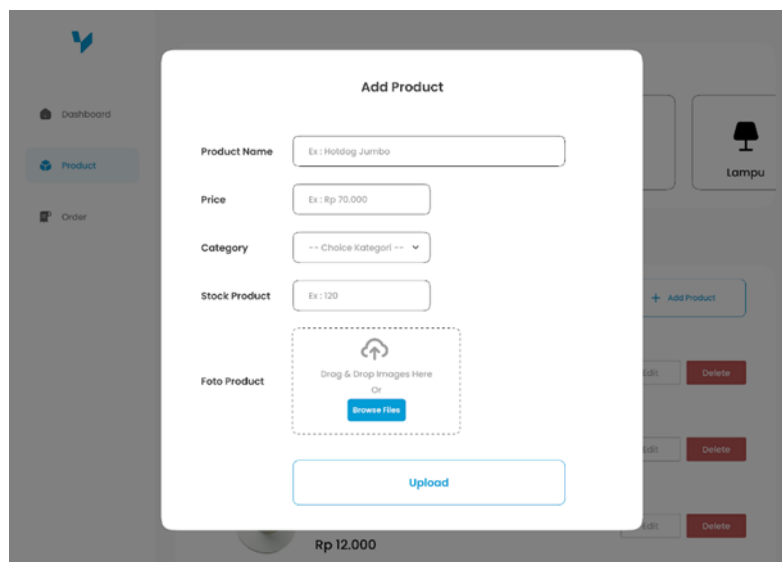 Dashboard
Product
Order
Add Product
Product Name
Ex : Hotdog Jumbo
Price
Ex : Rp 70.000
Category
-- Choice Kategori --
Stock Product
Ex : 120
Foto Product
Drag & Drop Images Here
Or
Browse Files
Upload
Lampu
+ Add Product
Edit
Delete
Edit
Delete
Edit
Delete
Rp 12.000